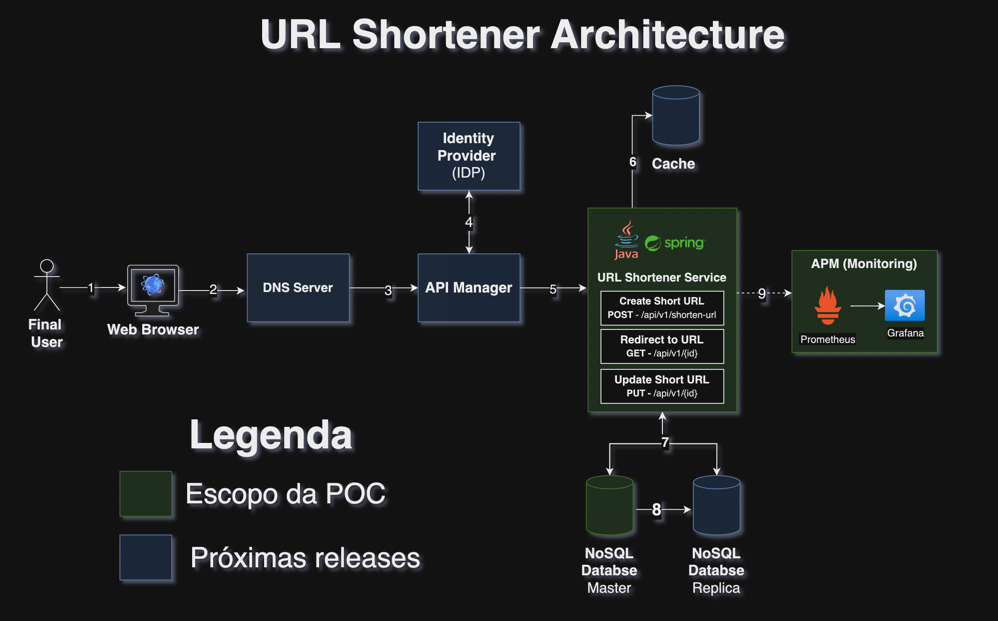 URL Shortener Architecture
Identity
Provider
(IDP)
Cache
6
4
Java
spring
URL Shortener Service
Create Short URL
POST - /api/v1/shorten-url
Redirect to URL
GET - /api/v1/{id}
Update Short URL
PUT - /api/v1/{id}
APM (Monitoring)
Prometheus
Grafana
1
2
DNS Server
3
API Manager
5
9
Final
User
Web Browser
Legenda
Escopo da POC
Próximas releases
7
8
NoSQL
Databse
Master
NoSQL
Databse
Replica